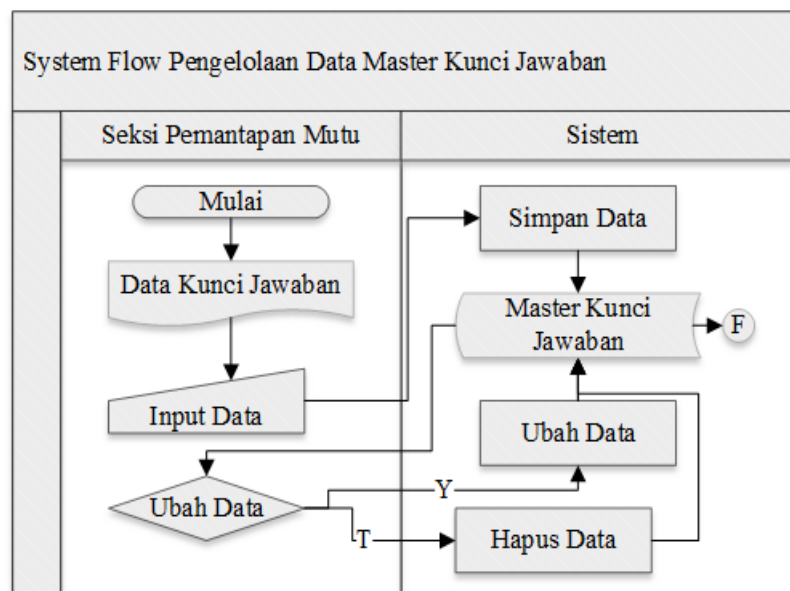 System Flow Pengelolaan Data Master Kunci Jawaban
Seksi Pemantapan Mutu
Sistem
Mulai
Simpan Data
Data Kunci Jawaban
Master Kunci
Jawaban
F
Input Data
Ubah Data
Ubah Data
Y
T
Hapus Data